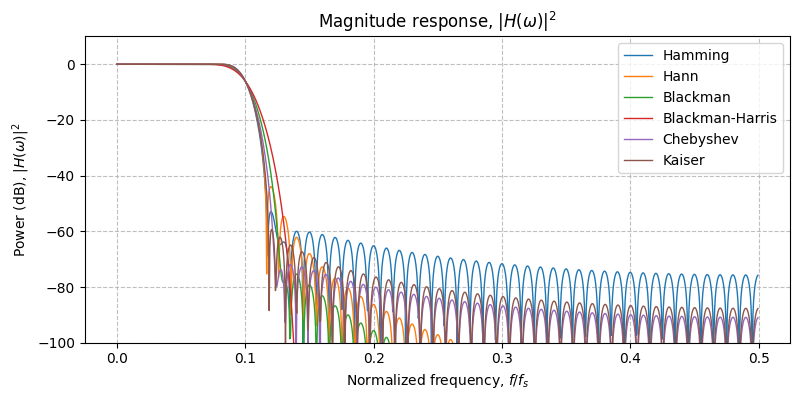 Magnitude response, |H(ω)|²
Power (dB), |H(ω)|²
0
−20
−40
−60
−80
−100
Hamming
Hann
Blackman
Blackman-Harris
Chebyshev
Kaiser
0.0 0.1 0.2 0.3 0.4 0.5
Normalized frequency, f/fₛ